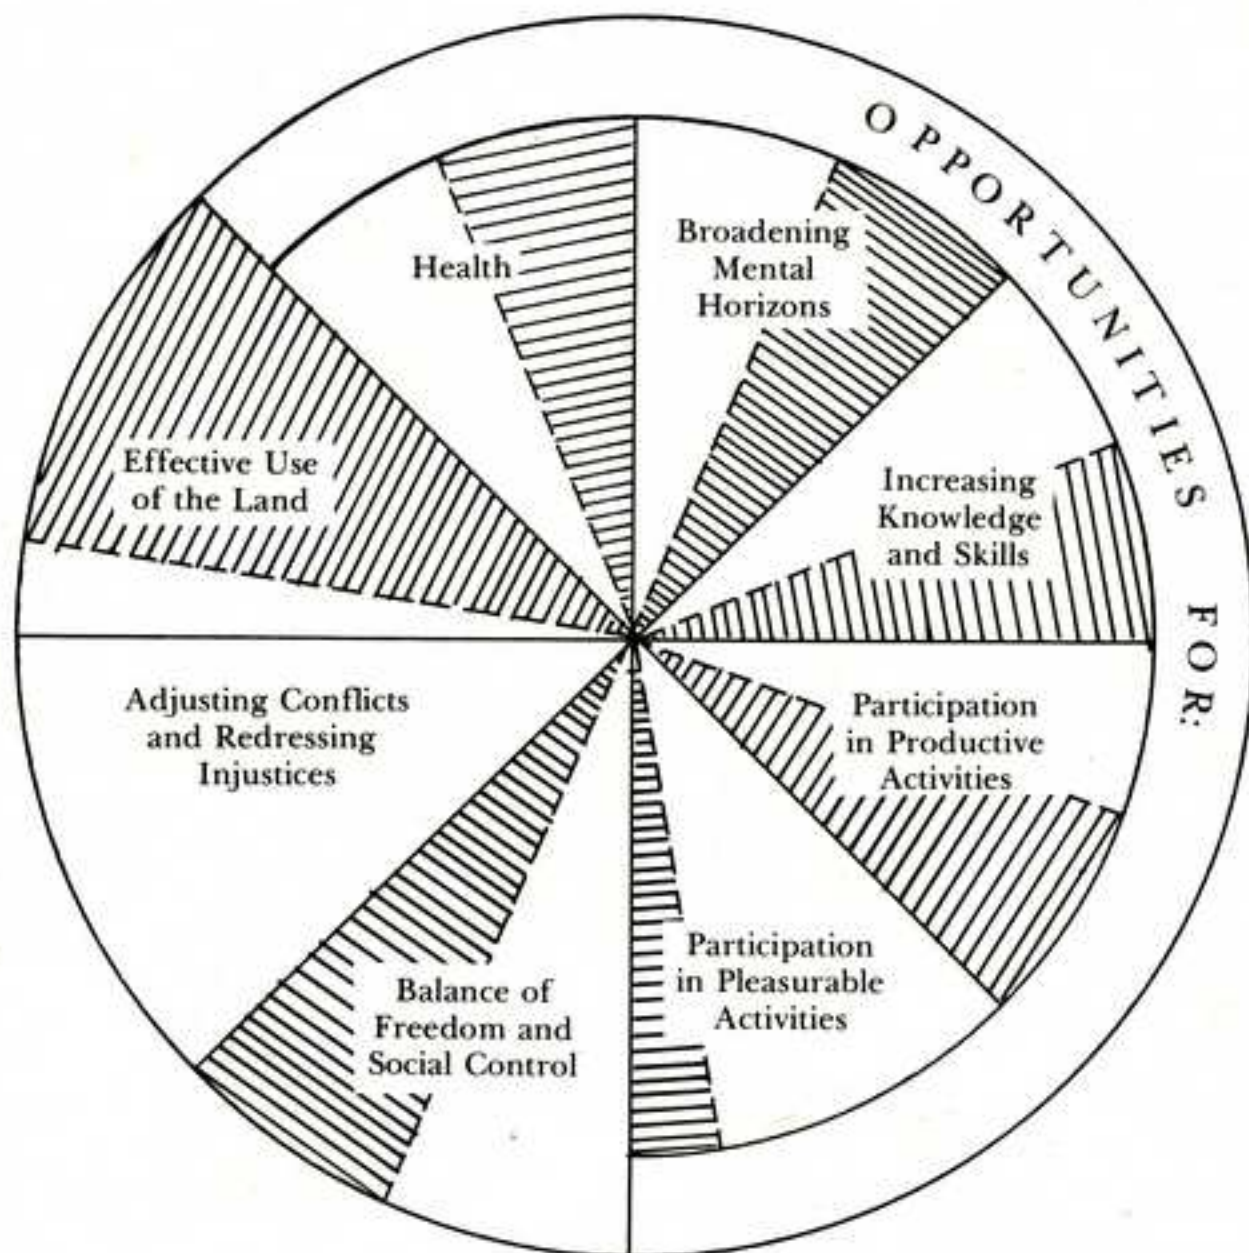 OPPORTUNITIES FOR:
Health
Broadening
Mental
Horizons
Increasing
Knowledge
and Skills
Participation
in Productive
Activities
Participation
in Pleasurable
Activities
Balance of
Freedom and
Social Control
Adjusting Conflicts
and Redressing
Injustices
Effective Use
of the Land